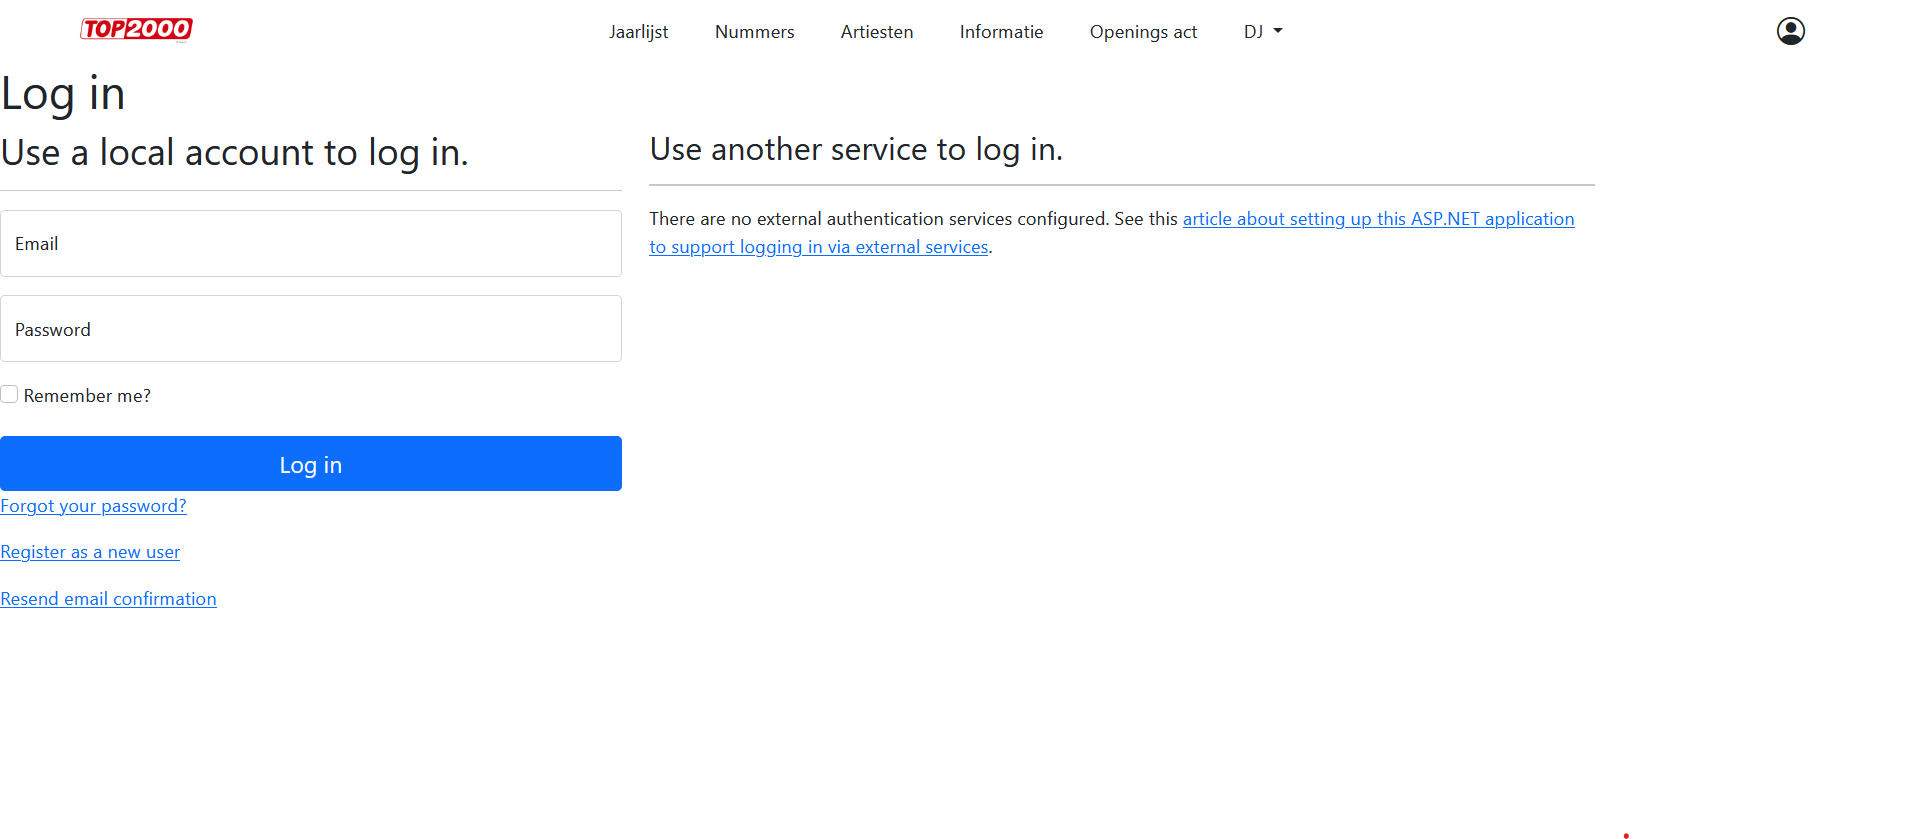 TOP2000
Jaarlijst
Nummers
Artiesten
Informatie
Openings act
DJ
Log in
Use a local account to log in.
Email
Password
Remember me?
Log in
Forgot your password?
Register as a new user
Resend email confirmation
Use another service to log in.
There are no external authentication services configured. See this article about setting up this ASP.NET application
to support logging in via external services.